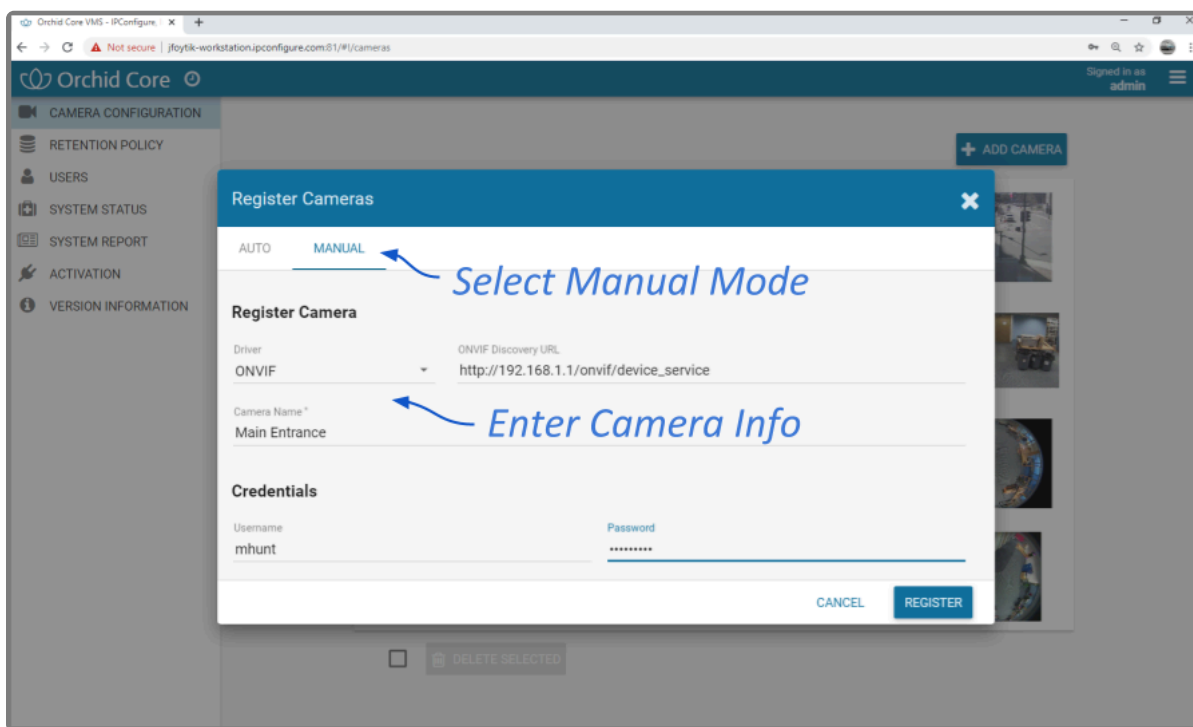 Orchid Core VMS - IPConfigure, I
Not secure | jfoytik-workstation.ipconfigure.com:81/#!/cameras
Orchid Core
Signed in as
admin
CAMERA CONFIGURATION
RETENTION POLICY
USERS
SYSTEM STATUS
SYSTEM REPORT
ACTIVATION
VERSION INFORMATION
ADD CAMERA
Register Cameras
AUTO MANUAL
Select Manual Mode
Register Camera
Driver ONVIF Discovery URL
ONVIF http://192.168.1.1/onvif/device_service
Camera Name*
Main Entrance
Enter Camera Info
Credentials
Username Password
mhunt •••••••••
CANCEL REGISTER
DELETE SELECTED